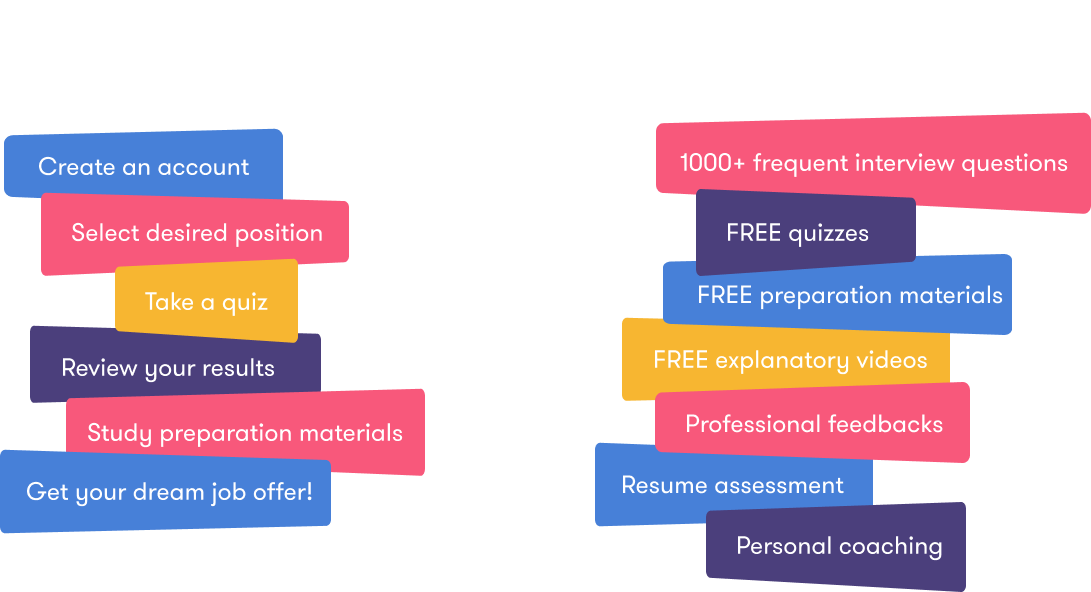 Create an account
Select desired position
Take a quiz
Review your results
Study preparation materials
Get your dream job offer!
1000+ frequent interview questions
FREE quizzes
FREE preparation materials
FREE explanatory videos
Professional feedbacks
Resume assessment
Personal coaching